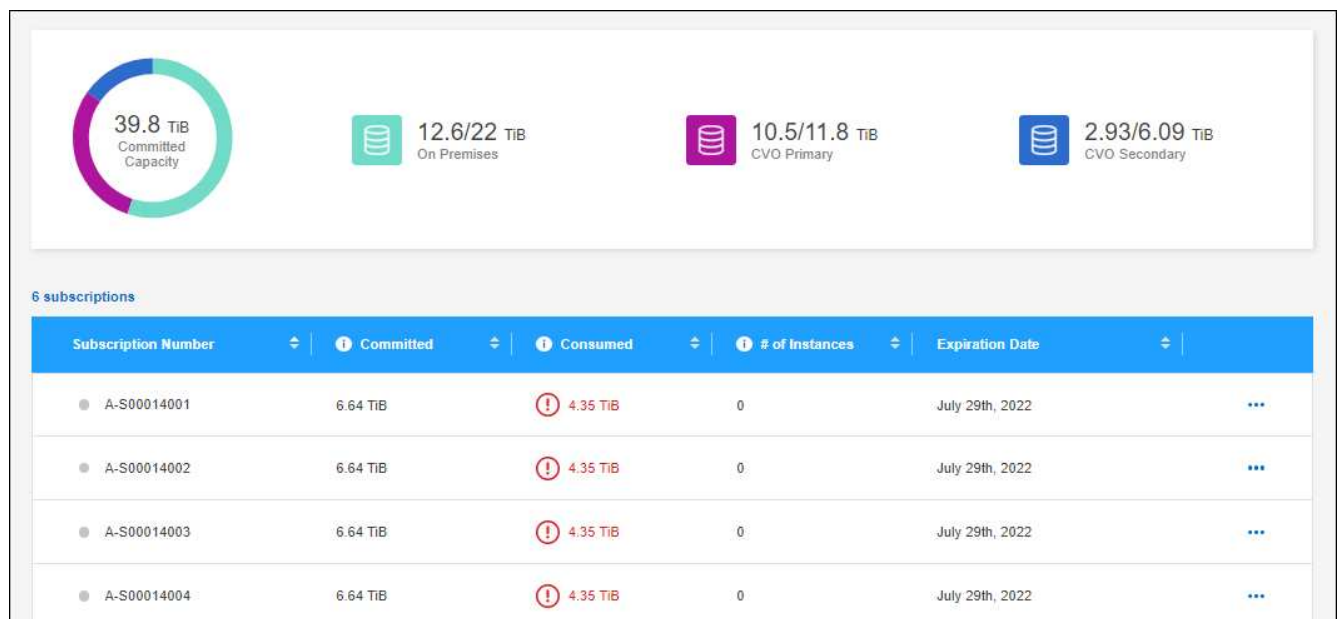 39.8 TiB
Committed
Capacity
12.6/22 TiB
On Premises
10.5/11.8 TiB
CVO Primary
2.93/6.09 TiB
CVO Secondary
6 subscriptions
Subscription Number Committed Consumed # of Instances Expiration Date
A-S00014001 6.64 TiB 4.35 TiB 0 July 29th, 2022 •••
A-S00014002 6.64 TiB 4.35 TiB 0 July 29th, 2022 •••
A-S00014003 6.64 TiB 4.35 TiB 0 July 29th, 2022 •••
A-S00014004 6.64 TiB 4.35 TiB 0 July 29th, 2022 •••